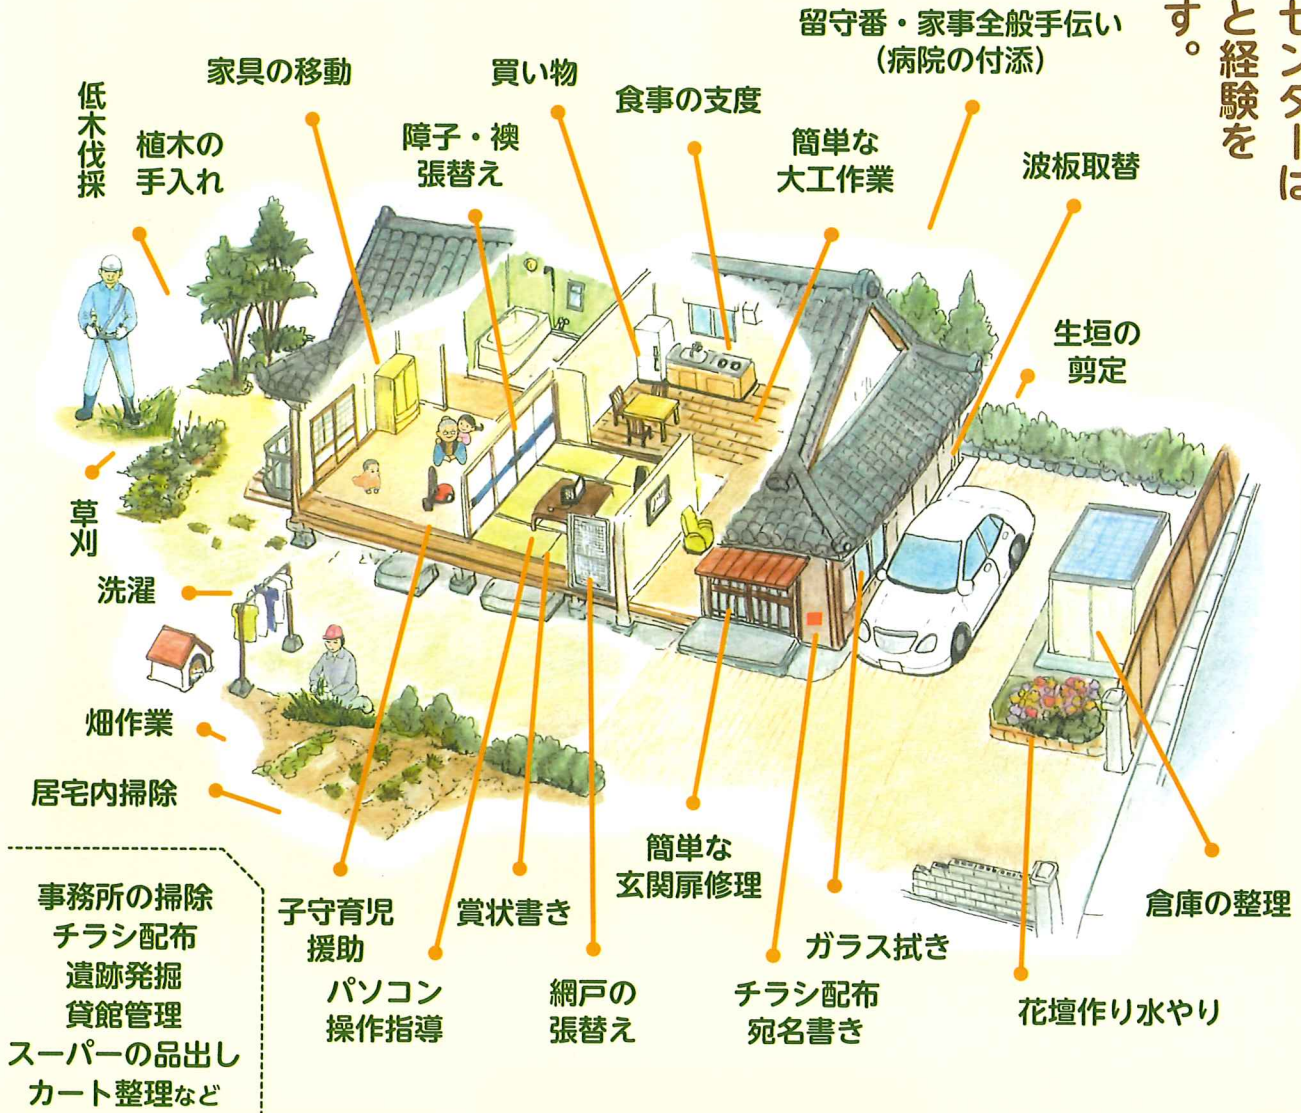 センターは
と経験を
す。
留守番・家事全般手伝い
(病院の付添)
家具の移動
買い物
食事の支度
低木伐採
植木の
手入れ
障子・襖
張替え
簡単な
大工作業
波板取替
生垣の
剪定
草刈
洗濯
畑作業
居宅内掃除
事務所の掃除
チラシ配布
遺跡発掘
貸館管理
スーパーの品出し
カート整理など
子守育児
援助
パソコン
操作指導
賞状書き
網戸の
張替え
簡単な
玄関扉修理
チラシ配布
宛名書き
ガラス拭き
花壇作り水やり
倉庫の整理